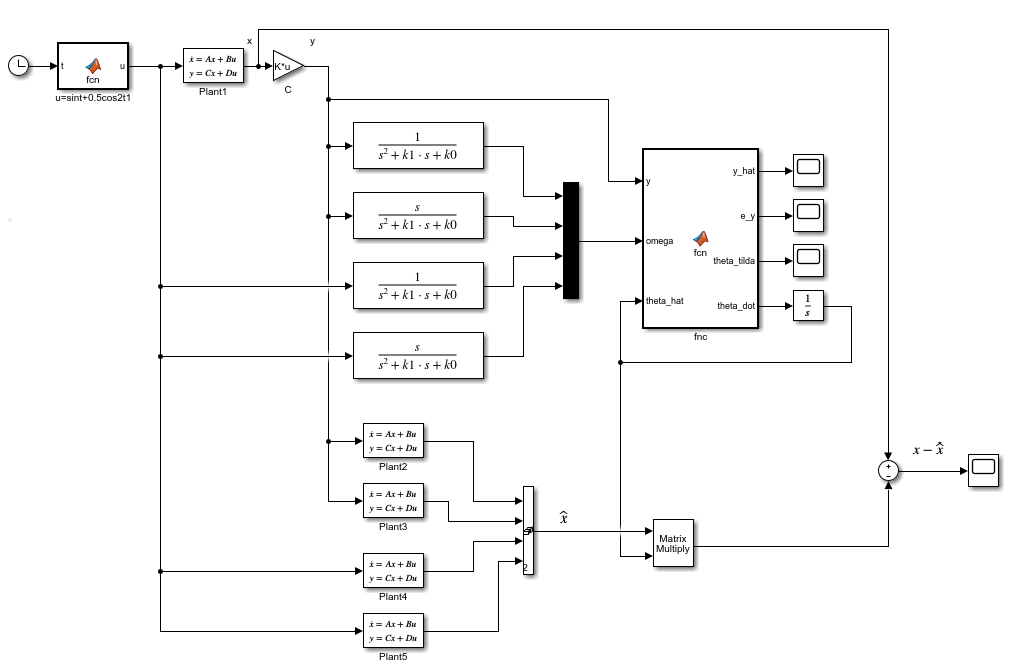 x
y
t
fcn
u
u=sint+0.5cos2t1
ẋ = Ax + Bu
y = Cx + Du
Plant1
K*u
C
1
s² + k1 · s + k0
s
s² + k1 · s + k0
1
s² + k1 · s + k0
s
s² + k1 · s + k0
y
omega
theta_hat
fcn
y_hat
e_y
theta_tilda
theta_dot
fnc
1
s
ẋ = Ax + Bu
y = Cx + Du
Plant2
ẋ = Ax + Bu
y = Cx + Du
Plant3
ẋ = Ax + Bu
y = Cx + Du
Plant4
ẋ = Ax + Bu
y = Cx + Du
Plant5
2
x̂
Matrix
Multiply
+
−
x − x̂